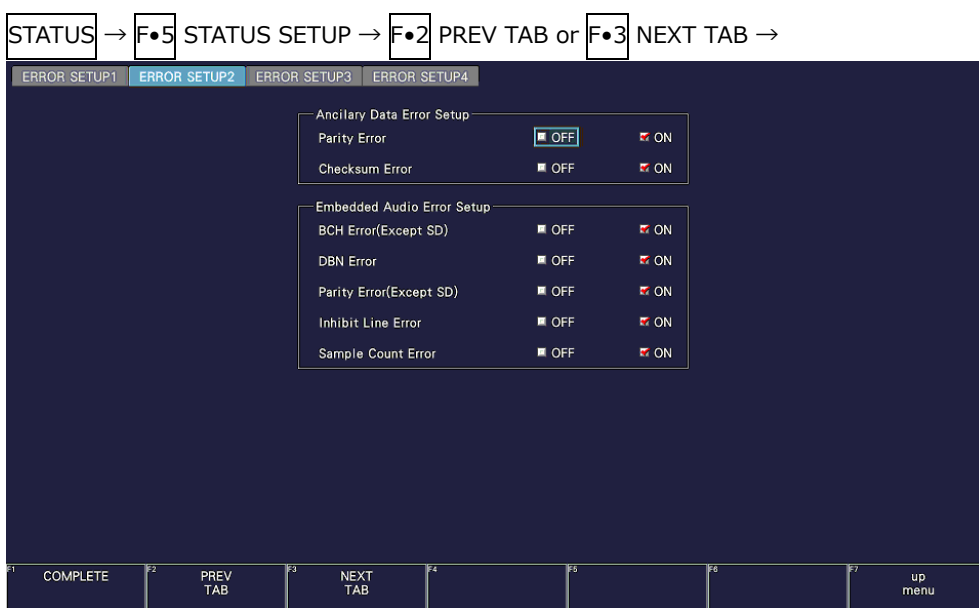 STATUS → F•5 STATUS SETUP → F•2 PREV TAB or F•3 NEXT TAB →
ERROR SETUP1 ERROR SETUP2 ERROR SETUP3 ERROR SETUP4
Ancilary Data Error Setup
Parity Error OFF ON
Checksum Error OFF ON
Embedded Audio Error Setup
BCH Error(Except SD) OFF ON
DBN Error OFF ON
Parity Error(Except SD) OFF ON
Inhibit Line Error OFF ON
Sample Count Error OFF ON
F1 COMPLETE F2 PREV TAB F3 NEXT TAB F4 F5 F6 F7 up menu